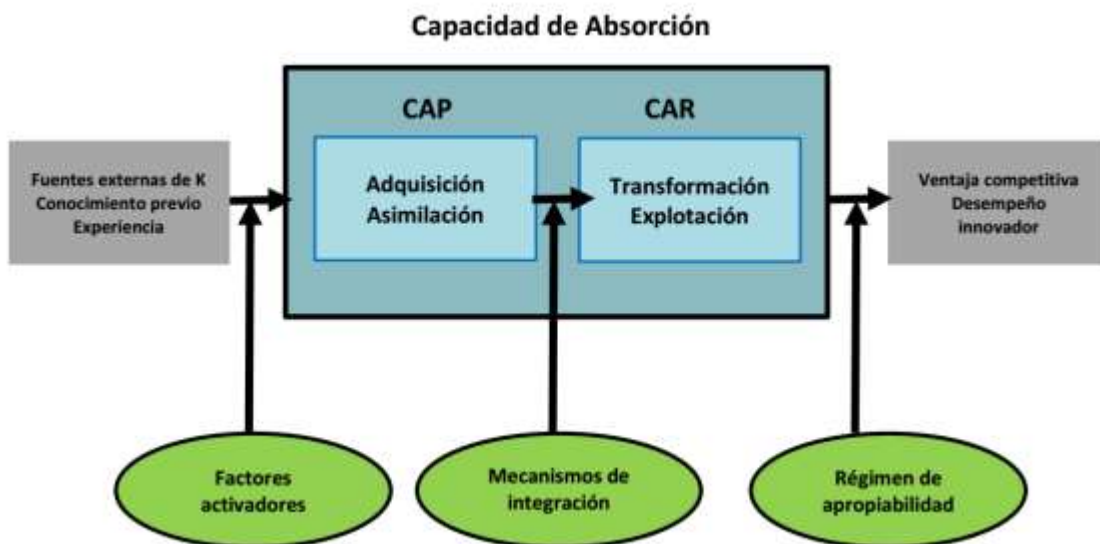 Capacidad de Absorción
CAP
CAR
Fuentes externas de K
Conocimiento previo
Experiencia
Adquisición
Asimilación
Transformación
Explotación
Ventaja competitiva
Desempeño
innovador
Factores
activadores
Mecanismos de
integración
Régimen de
apropiabilidad